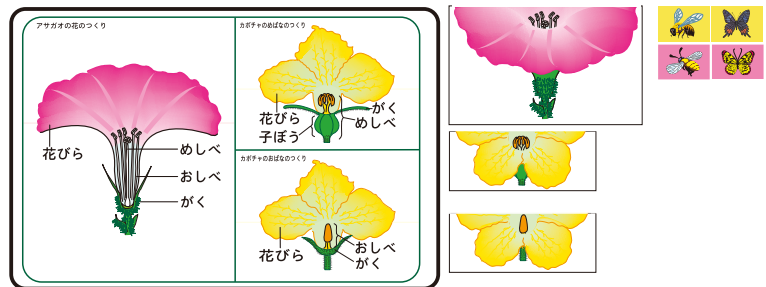 アサガオの花のつくり
花びら
めしべ
おしべ
がく
カボチャのめばなのつくり
花びら
子ぼう
がく
めしべ
カボチャのおばなのつくり
花びら
おしべ
がく